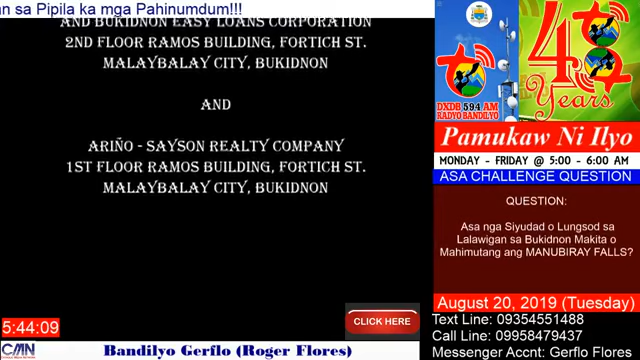 an sa Pipila ka mga Pahinumdum!!!
AND BUKIDNON EASY LOANS CORPORATION
2ND FLOOR RAMOS BUILDING, FORTICH ST.
MALAYBALAY CITY, BUKIDNON
AND
ARIÑO - SAYSON REALTY COMPANY
1ST FLOOR RAMOS BUILDING, FORTICH ST.
MALAYBALAY CITY, BUKIDNON
CLICK HERE
5:44:09
CMN
Bandilyo Gerflo (Roger Flores)
DXDB 594 AM
RADYO BANDILYO
48
Years
Pamukaw Ni Ilyo
MONDAY - FRIDAY @ 5:00 - 6:00 AM
ASA CHALLENGE QUESTION
QUESTION:
Asa nga Siyudad o Lungsod sa
Lalawigan sa Bukidnon Makita o
Mahimutang ang MANUBIRAY FALLS?
August 20, 2019 (Tuesday)
Text Line: 09354551488
Call Line: 09958479437
Messenger Accnt: Gerflo Flores